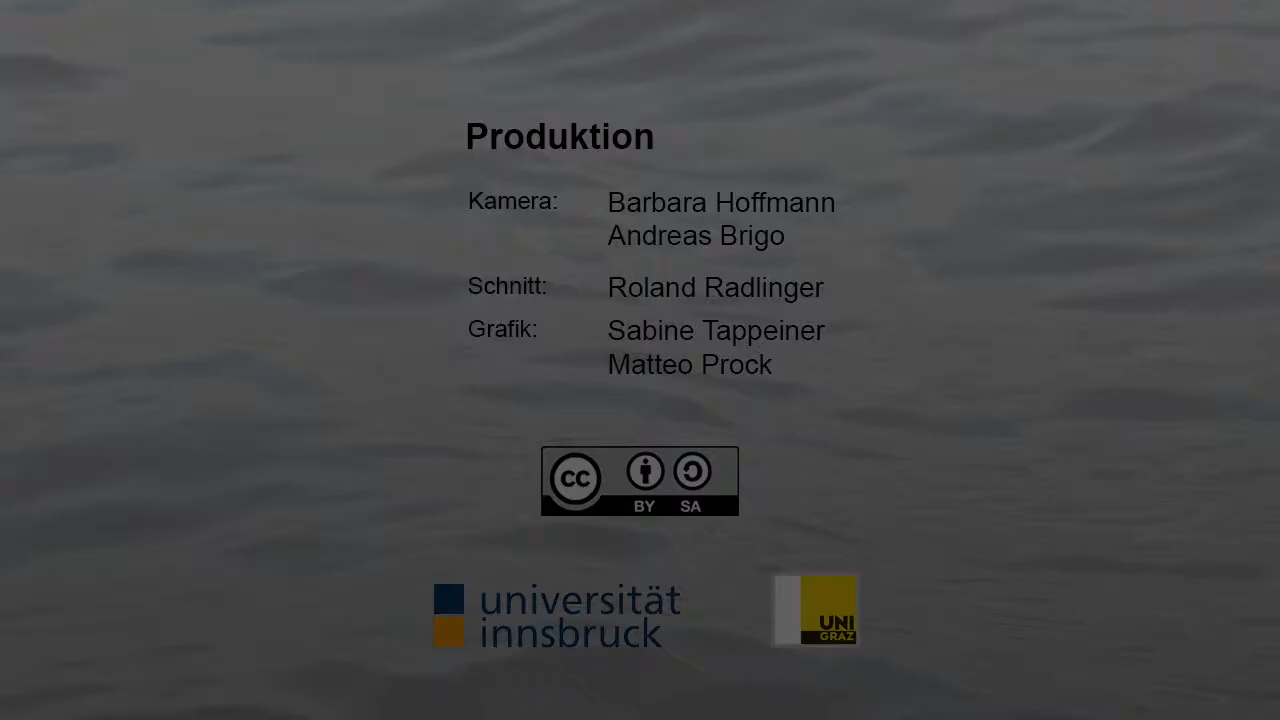 Produktion
Kamera: Barbara Hoffmann
Andreas Brigo
Schnitt: Roland Radlinger
Grafik: Sabine Tappeiner
Matteo Prock
cc BY SA
universität
innsbruck
UNI
GRAZ